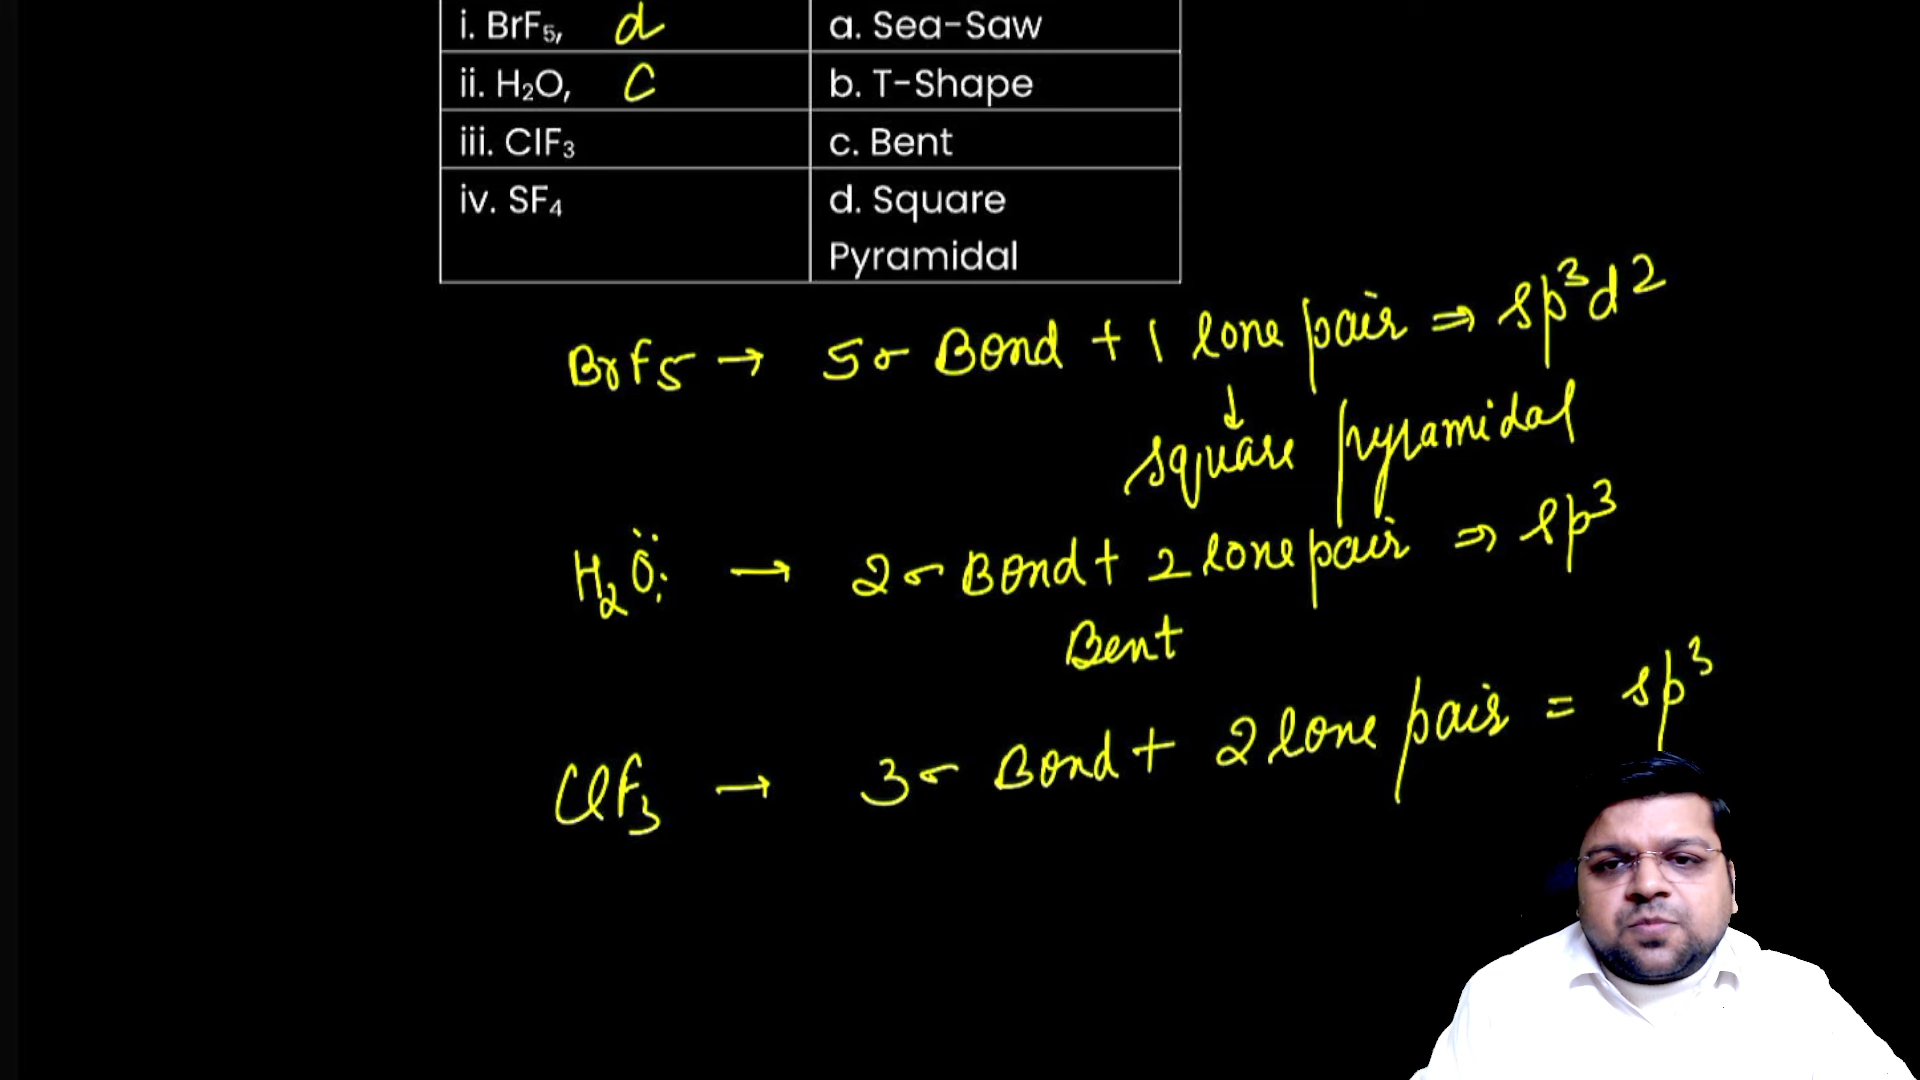 i. BrF₅, d a. Sea-Saw
ii. H₂O, C b. T-Shape
iii. ClF₃ c. Bent
iv. SF₄ d. Square
Pyramidal
BrF5 → 5σ Bond + 1 lone pair ⇒ sp³d²
↓
square pyramidal
H₂Ö: → 2σ Bond + 2 lone pair ⇒ sp³
Bent
ClF₃ → 3σ Bond + 2 lone pair = sp³